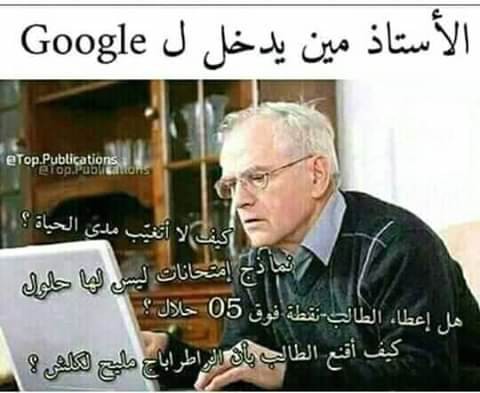 الأستاذ مين يدخل ل Google
@Top.Publications
@Top.Publications
كيف لا أتغيّب مدى الحياة ؟
نماذج إمتحانات ليس لها حلول
هل إعطاء الطالب نقطة فوق 05 حلال ؟
كيف أقنع الطالب بأن الراطراباج مليح لكلش ؟